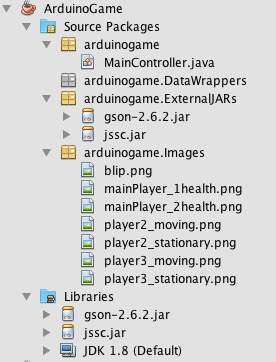 ArduinoGame
Source Packages
arduinogame
MainController.java
arduinogame.DataWrappers
arduinogame.ExternalJARs
gson-2.6.2.jar
jssc.jar
arduinogame.Images
blip.png
mainPlayer_1health.png
mainPlayer_2health.png
player2_moving.png
player2_stationary.png
player3_moving.png
player3_stationary.png
Libraries
gson-2.6.2.jar
jssc.jar
JDK 1.8 (Default)